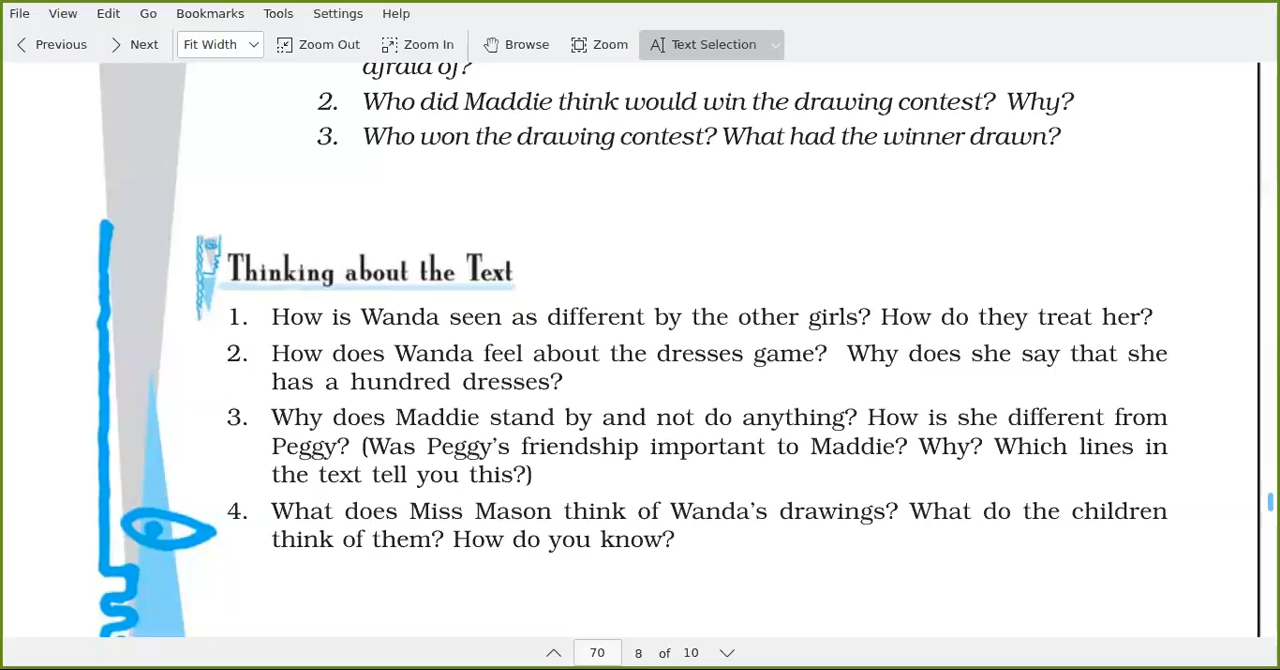 File View Edit Go Bookmarks Tools Settings Help
Previous Next Fit Width Zoom Out Zoom In Browse Zoom Text Selection
afraid of?
2. Who did Maddie think would win the drawing contest? Why?
3. Who won the drawing contest? What had the winner drawn?
Thinking about the Text
1. How is Wanda seen as different by the other girls? How do they treat her?
2. How does Wanda feel about the dresses game? Why does she say that she
has a hundred dresses?
3. Why does Maddie stand by and not do anything? How is she different from
Peggy? (Was Peggy's friendship important to Maddie? Why? Which lines in
the text tell you this?)
4. What does Miss Mason think of Wanda's drawings? What do the children
think of them? How do you know?
70 8 of 10